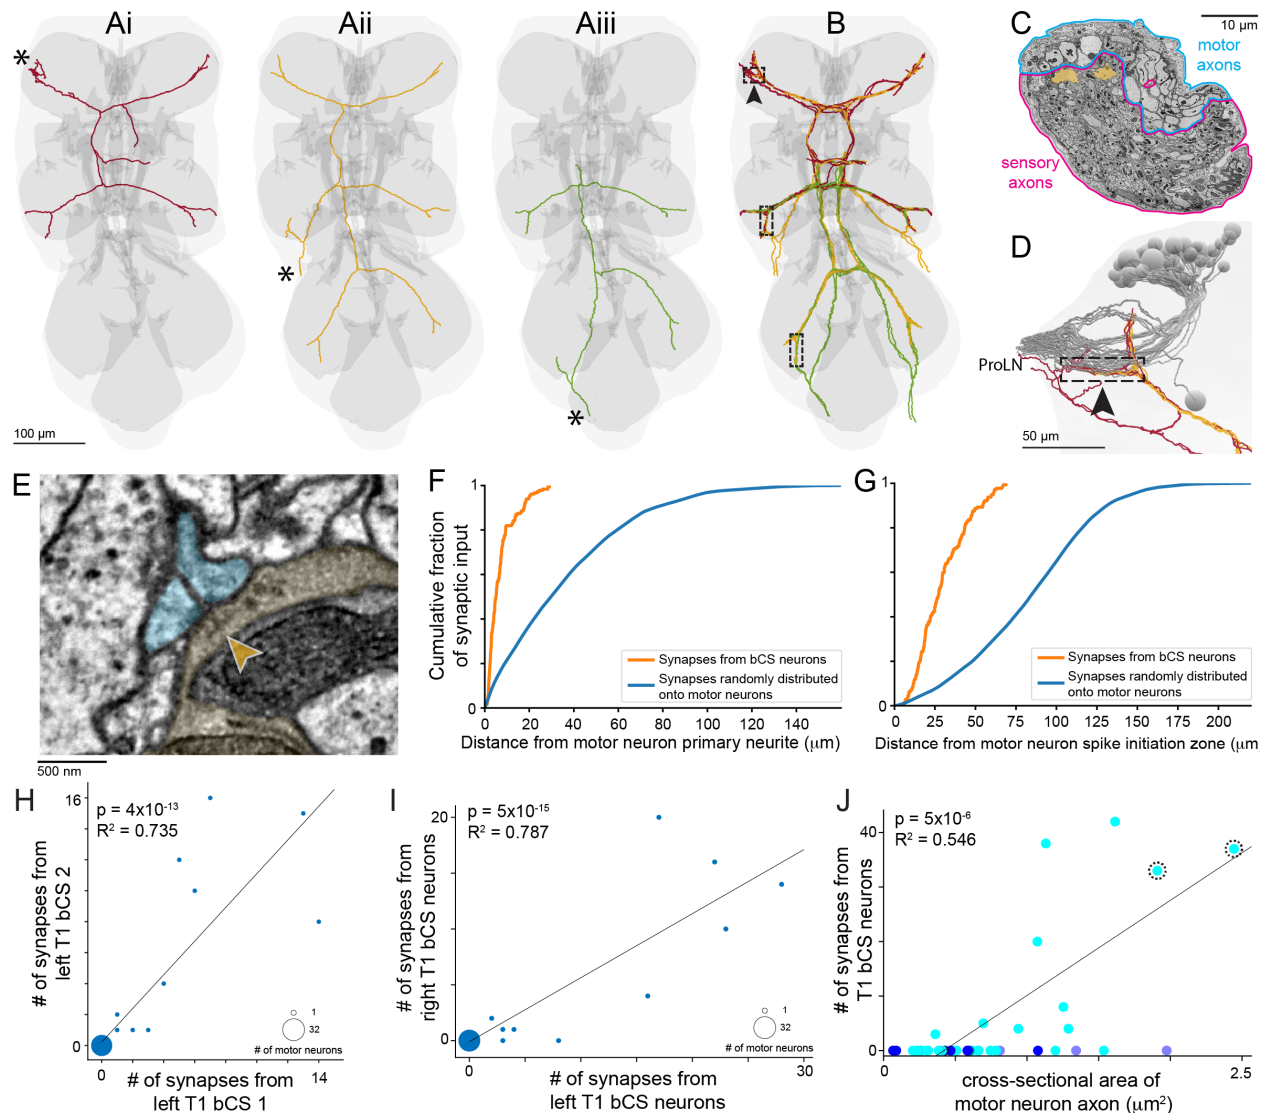 Ai
Aii
Aiii
B
C
10 µm
motor
axons
sensory
axons
*
*
*
100 µm
D
ProLN
50 µm
E
500 nm
F
Cumulative fraction
of synaptic input
1
0
Synapses from bCS neurons
Synapses randomly distributed
onto motor neurons
0 20 40 60 80 100 120 140
Distance from motor neuron primary neurite (µm)
G
1
0
Synapses from bCS neurons
Synapses randomly distributed
onto motor neurons
0 25 50 75 100 125 150 175 200
Distance from motor neuron spike initiation zone (µm
H
16
p = 4x10-13
R2 = 0.735
# of synapses from
left T1 bCS 2
0
1
32
# of motor neurons
0 14
# of synapses from
left T1 bCS 1
I
20
p = 5x10-15
R2 = 0.787
# of synapses from
right T1 bCS neurons
0
1
32
# of motor neurons
0 30
# of synapses from
left T1 bCS neurons
J
40
p = 5x10-6
R2 = 0.546
# of synapses from
T1 bCS neurons
0
0 2.5
cross-sectional area of
motor neuron axon (µm2)